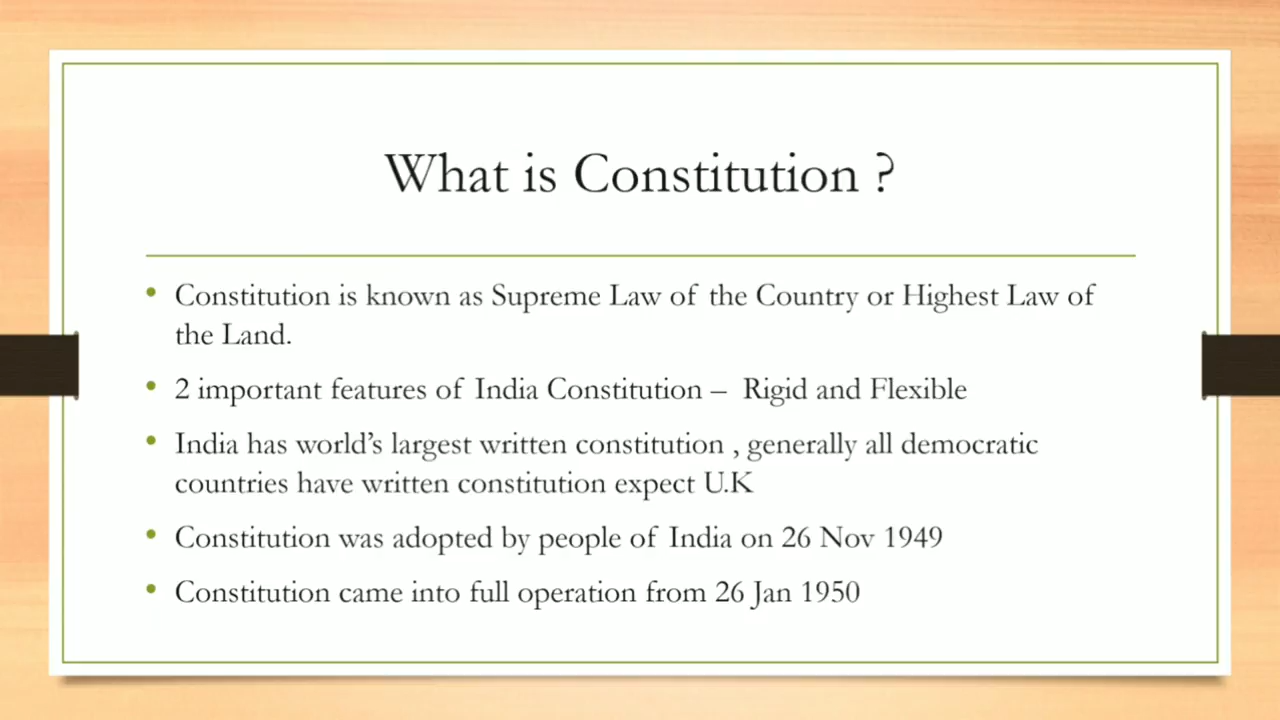 What is Constitution ?
• Constitution is known as Supreme Law of the Country or Highest Law of
the Land.
• 2 important features of India Constitution – Rigid and Flexible
• India has world’s largest written constitution , generally all democratic
countries have written constitution expect U.K
• Constitution was adopted by people of India on 26 Nov 1949
• Constitution came into full operation from 26 Jan 1950